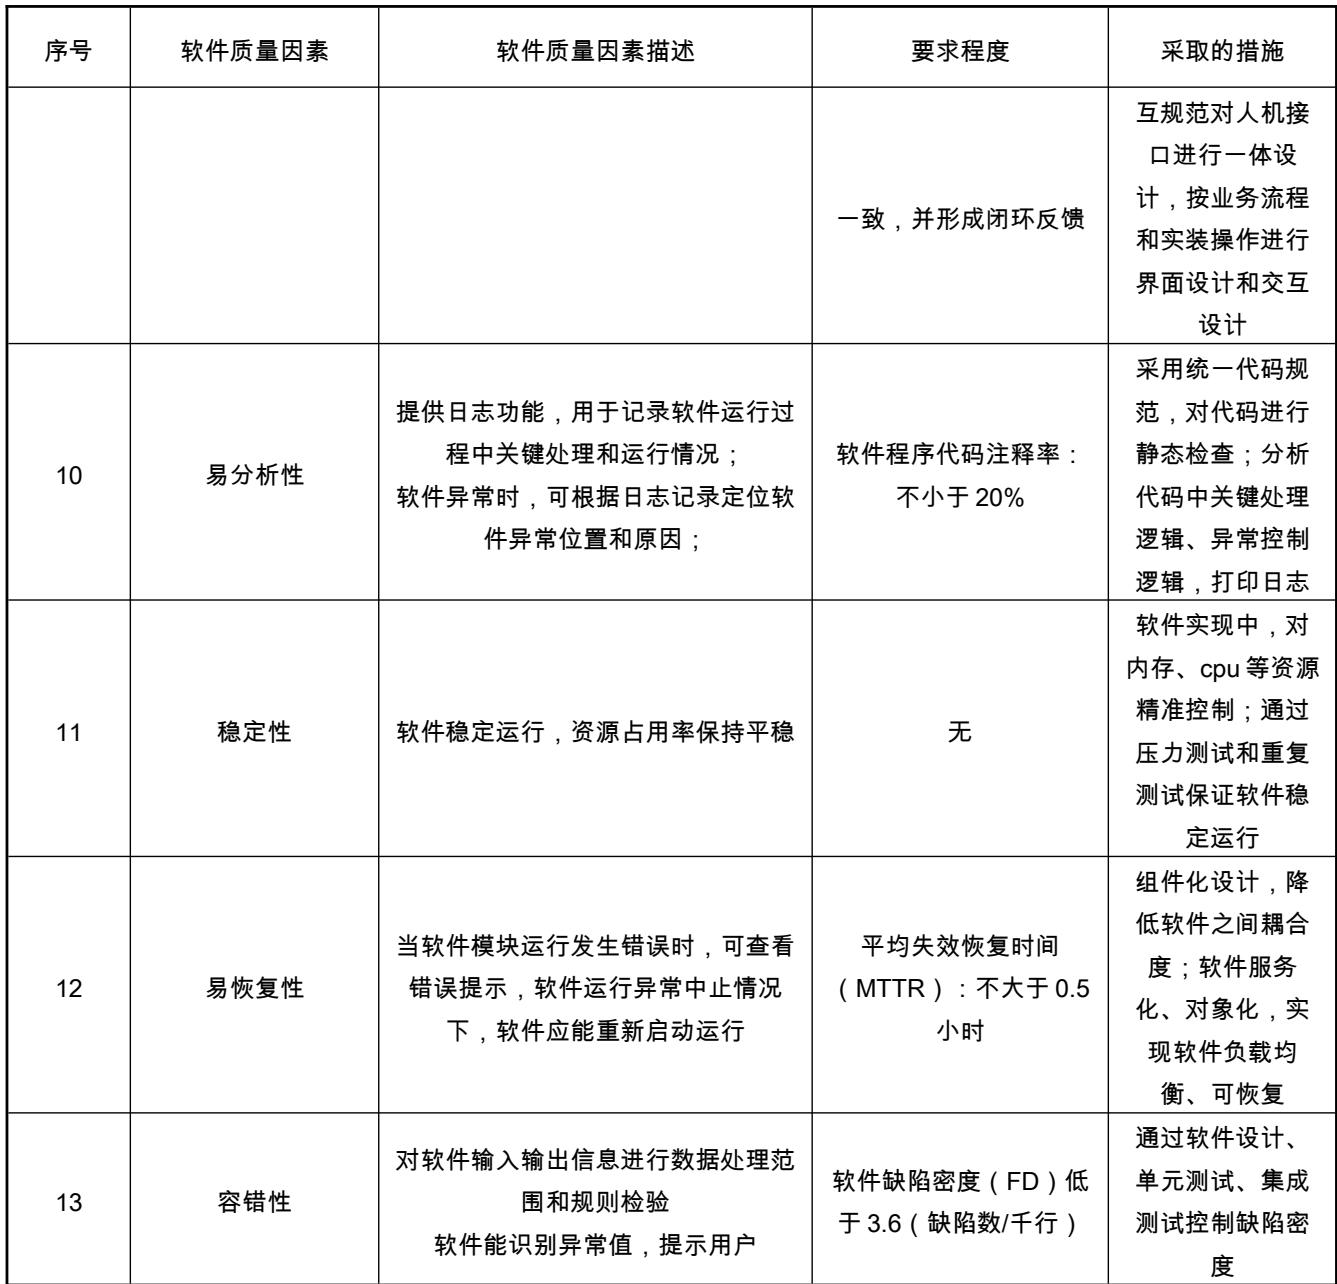 序号 软件质量因素 软件质量因素描述 要求程度 采取的措施
一致，并形成闭环反馈
互规范对人机接
口进行一体设
计，按业务流程
和实装操作进行
界面设计和交互
设计
10
易分析性
提供日志功能，用于记录软件运行过
程中关键处理和运行情况；
软件异常时，可根据日志记录定位软
件异常位置和原因；
软件程序代码注释率：
不小于 20%
采用统一代码规
范，对代码进行
静态检查；分析
代码中关键处理
逻辑、异常控制
逻辑，打印日志
11
稳定性
软件稳定运行，资源占用率保持平稳
无
软件实现中，对
内存、cpu 等资源
精准控制；通过
压力测试和重复
测试保证软件稳
定运行
12
易恢复性
当软件模块运行发生错误时，可查看
错误提示，软件运行异常中止情况
下，软件应能重新启动运行
平均失效恢复时间
（MTTR）：不大于 0.5
小时
组件化设计，降
低软件之间耦合
度；软件服务
化、对象化，实
现软件负载均
衡、可恢复
13
容错性
对软件输入输出信息进行数据处理范
围和规则检验
软件能识别异常值，提示用户
软件缺陷密度（FD）低
于 3.6（缺陷数/千行）
通过软件设计、
单元测试、集成
测试控制缺陷密
度